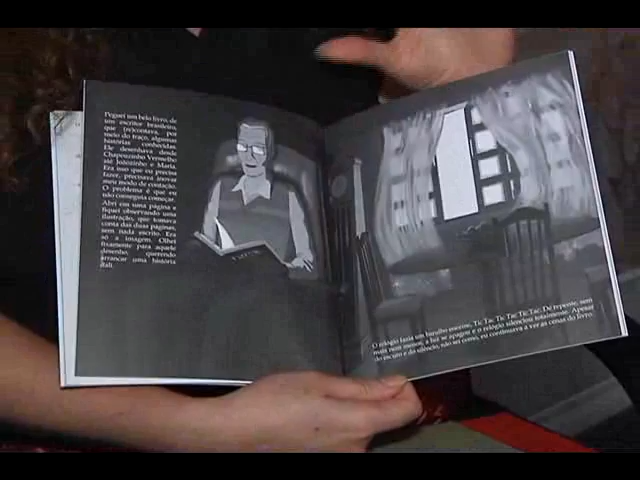 Peguei um belo livro, de
um escritor brasileiro,
que (re)contava, por
meio do traço, algumas
histórias conhecidas.
Ele desenhava desde
Chapeuzinho Vermelho
até Joãozinho e Maria.
Era isso que eu precisa
fazer, precisava inovar
meu modo de contação.
O problema é que eu
não conseguia começar.
Abri em uma página e
fiquei observando uma
ilustração, que tomava
conta das duas páginas,
sem nada escrito. Era
só a imagem. Olhei
fixamente para aquele
desenho, querendo
arrancar uma história
dali.
O relógio fazia um barulho enorme, Tic Tac Tic Tac Tic Tac. De repente, sem
mais nem menos, a luz se apagou e o relógio silenciou totalmente. Apesar
do escuro e do silêncio, não sei como, eu continuava a ver as cenas do livro.